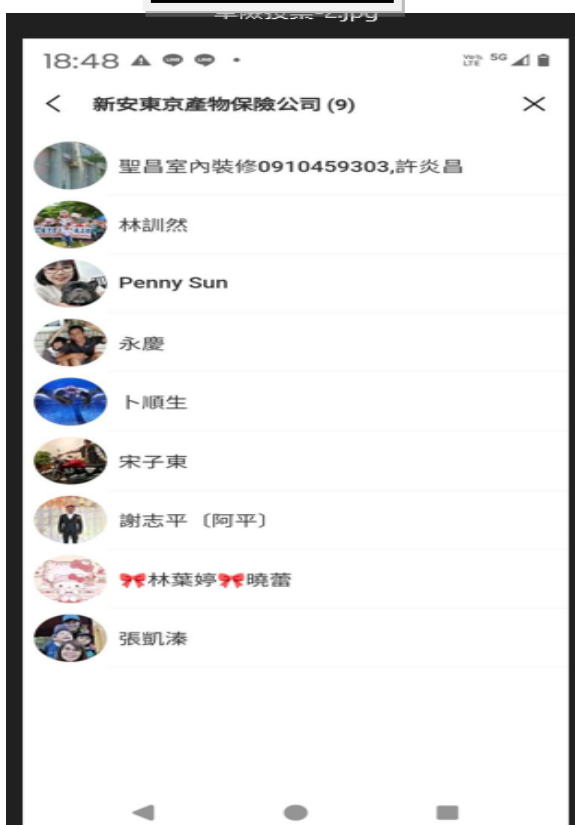 18:48
VoLTE 5G
新安東京產物保險公司 (9)
聖昌室內裝修0910459303,許炎昌
林訓然
Penny Sun
永慶
卜順生
宋子東
謝志平〔阿平〕
🎀林葉婷🎀曉蕾
張凱溱